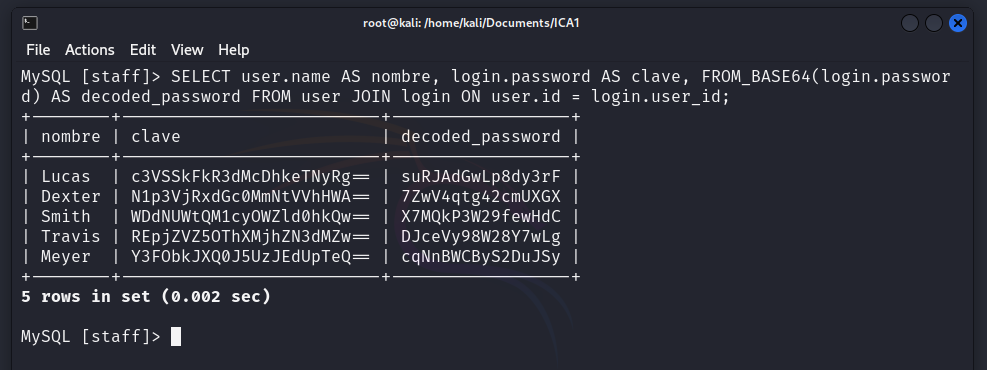 root@kali: /home/kali/Documents/ICA1
File Actions Edit View Help
MySQL [staff]> SELECT user.name AS nombre, login.password AS clave, FROM_BASE64(login.passwor
d) AS decoded_password FROM user JOIN login ON user.id = login.user_id;
+--------+--------------------------+------------------+
| nombre | clave                    | decoded_password |
+--------+--------------------------+------------------+
| Lucas  | c3VSSkFkR3dMcDhkeTNyRg== | suRJAdGwLp8dy3rF |
| Dexter | N1p3VjRxdGc0MmNtVVhHWA== | 7ZwV4qtg42cmUXGX |
| Smith  | WDdNUWtQM1cyOWZld0hkQw== | X7MQkP3W29fewHdC |
| Travis | REpjZVZ5OThXMjhZN3dMZw== | DJceVy98W28Y7wLg |
| Meyer  | Y3FObkJXQ0J5UzJEdUpTeQ== | cqNnBWCByS2DuJSy |
+--------+--------------------------+------------------+
5 rows in set (0.002 sec)
MySQL [staff]>